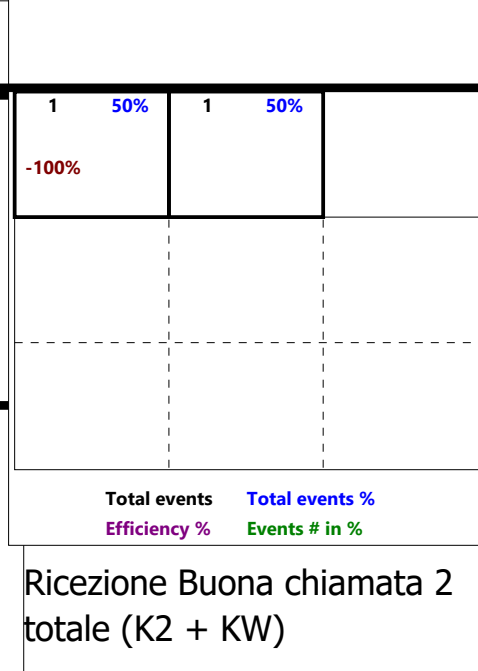 1 50% 1 50%
-100%
Total events Total events %
Efficiency % Events # in %
Ricezione Buona chiamata 2
totale (K2 + KW)